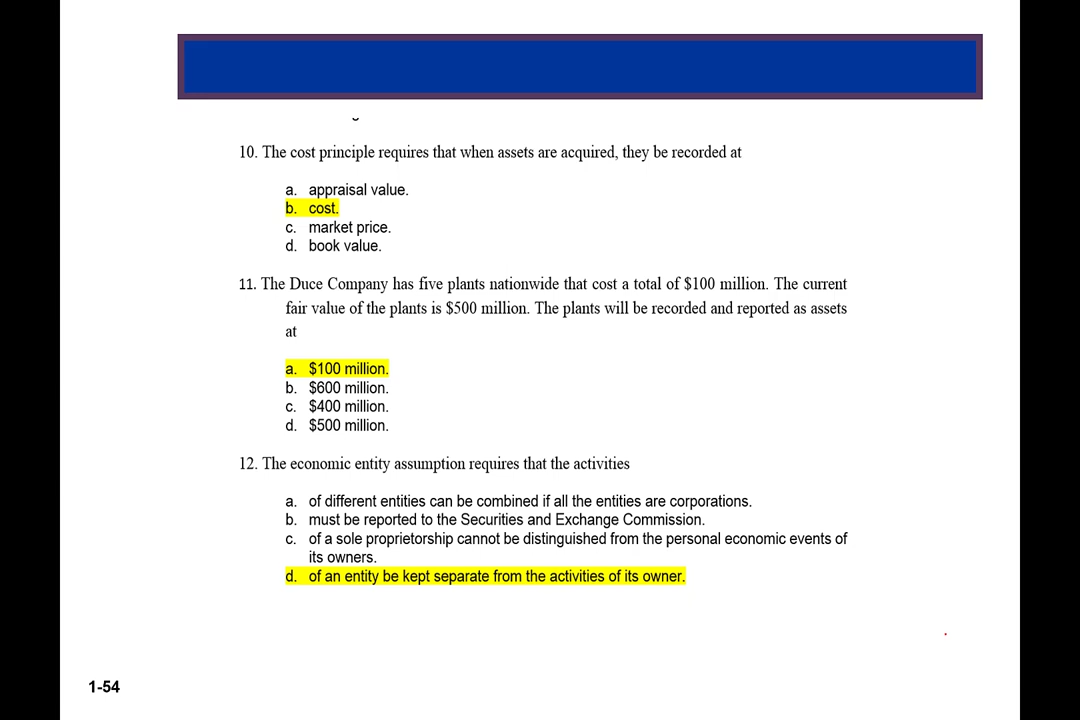 10. The cost principle requires that when assets are acquired, they be recorded at
a. appraisal value.
b. cost.
c. market price.
d. book value.
11. The Duce Company has five plants nationwide that cost a total of $100 million. The current
fair value of the plants is $500 million. The plants will be recorded and reported as assets
at
a. $100 million.
b. $600 million.
c. $400 million.
d. $500 million.
12. The economic entity assumption requires that the activities
a. of different entities can be combined if all the entities are corporations.
b. must be reported to the Securities and Exchange Commission.
c. of a sole proprietorship cannot be distinguished from the personal economic events of
its owners.
d. of an entity be kept separate from the activities of its owner.
1-54